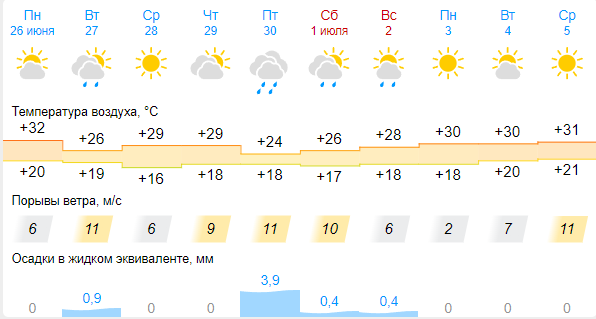 Пн Вт Ср Чт Пт Сб Вс Пн Вт Ср
26 июня 27 28 29 30 1 июля 2 3 4 5
Температура воздуха, °C
+32 +26 +29 +29 +24 +26 +28 +30 +30 +31
+20 +19 +16 +18 +18 +17 +18 +18 +20 +21
Порывы ветра, м/с
6 11 6 9 11 10 6 2 7 11
Осадки в жидком эквиваленте, мм
0 0,9 0 0 3,9 0,4 0,4 0 0 0